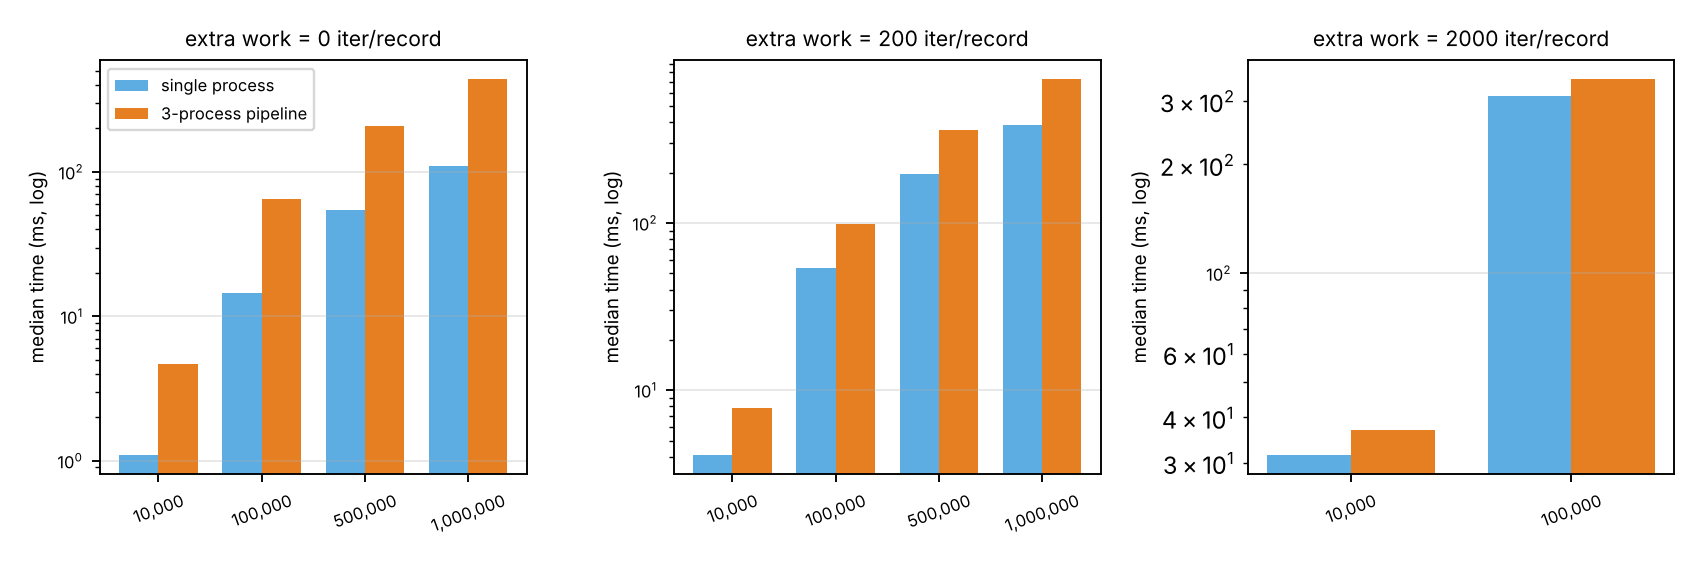 extra work = 0 iter/record
single process
3-process pipeline
median time (ms, log)
10²
10¹
10⁰
10,000
100,000
500,000
1,000,000
extra work = 200 iter/record
median time (ms, log)
10²
10¹
10,000
100,000
500,000
1,000,000
extra work = 2000 iter/record
median time (ms, log)
3 × 10²
2 × 10²
10²
6 × 10¹
4 × 10¹
3 × 10¹
10,000
100,000